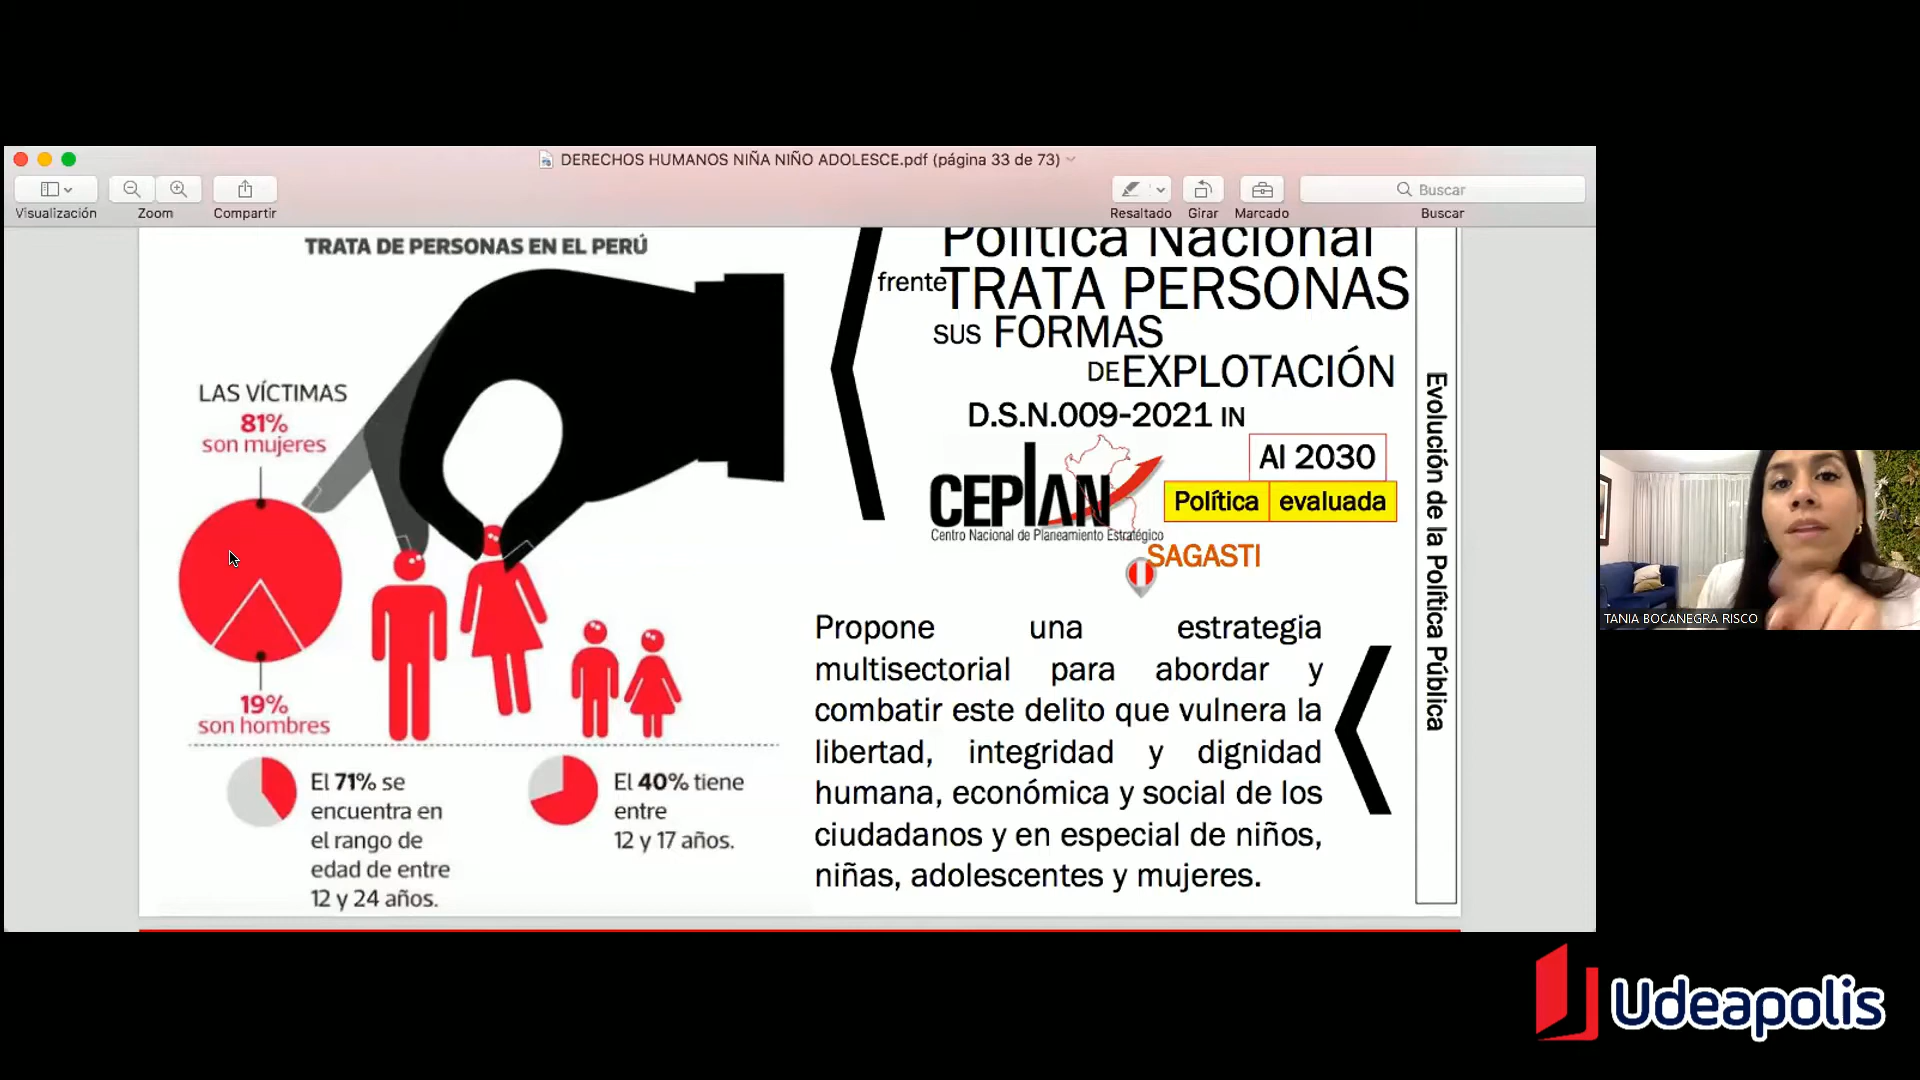 DERECHOS HUMANOS NIÑA NIÑO ADOLESCE.pdf (página 33 de 73)
Visualización
Zoom
Compartir
Resaltado
Girar
Marcado
Buscar
Buscar
TRATA DE PERSONAS EN EL PERÚ
LAS VÍCTIMAS
81%
son mujeres
19%
son hombres
El 71% se
encuentra en
el rango de
edad de entre
12 y 24 años.
El 40% tiene
entre
12 y 17 años.
Política Nacional
frente TRATA PERSONAS
SUS FORMAS
DE EXPLOTACIÓN
D.S.N.009-2021 IN
Al 2030
CEPLAN
Centro Nacional de Planeamiento Estratégico
Política evaluada
SAGASTI
Propone una estrategia
multisectorial para abordar y
combatir este delito que vulnera la
libertad, integridad y dignidad
humana, económica y social de los
ciudadanos y en especial de niños,
niñas, adolescentes y mujeres.
Evolución de la Política Pública
TANIA BOCANEGRA RISCO
Udeapolis